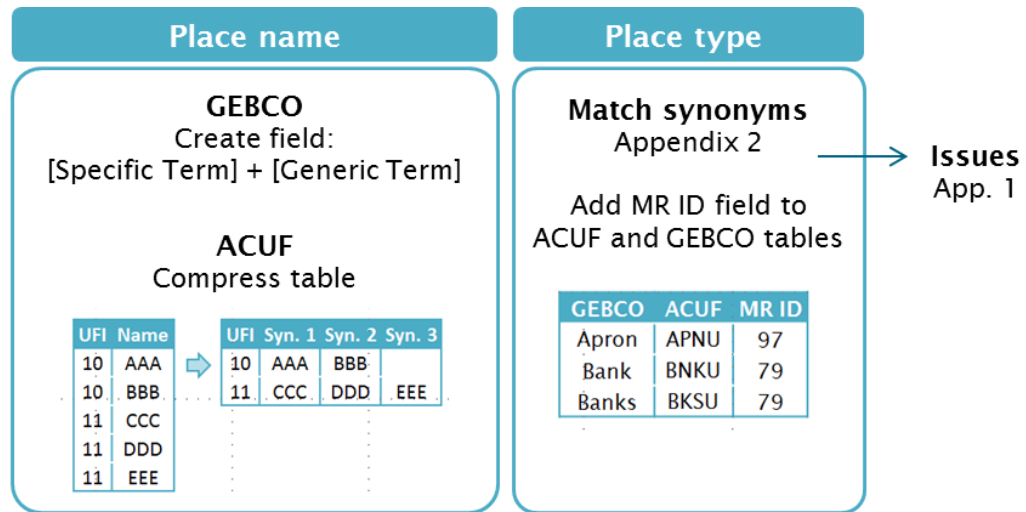 Place name
GEBCO
Create field:
[Specific Term] + [Generic Term]
ACUF
Compress table
UFI Name
10 AAA
10 BBB
11 CCC
11 DDD
11 EEE
UFI Syn. 1 Syn. 2 Syn. 3
10 AAA BBB
11 CCC DDD EEE
Place type
Match synonyms
Appendix 2
Add MR ID field to
ACUF and GEBCO tables
GEBCO ACUF MR ID
Apron APNU 97
Bank BNKU 79
Banks BKSU 79
Issues
App. 1